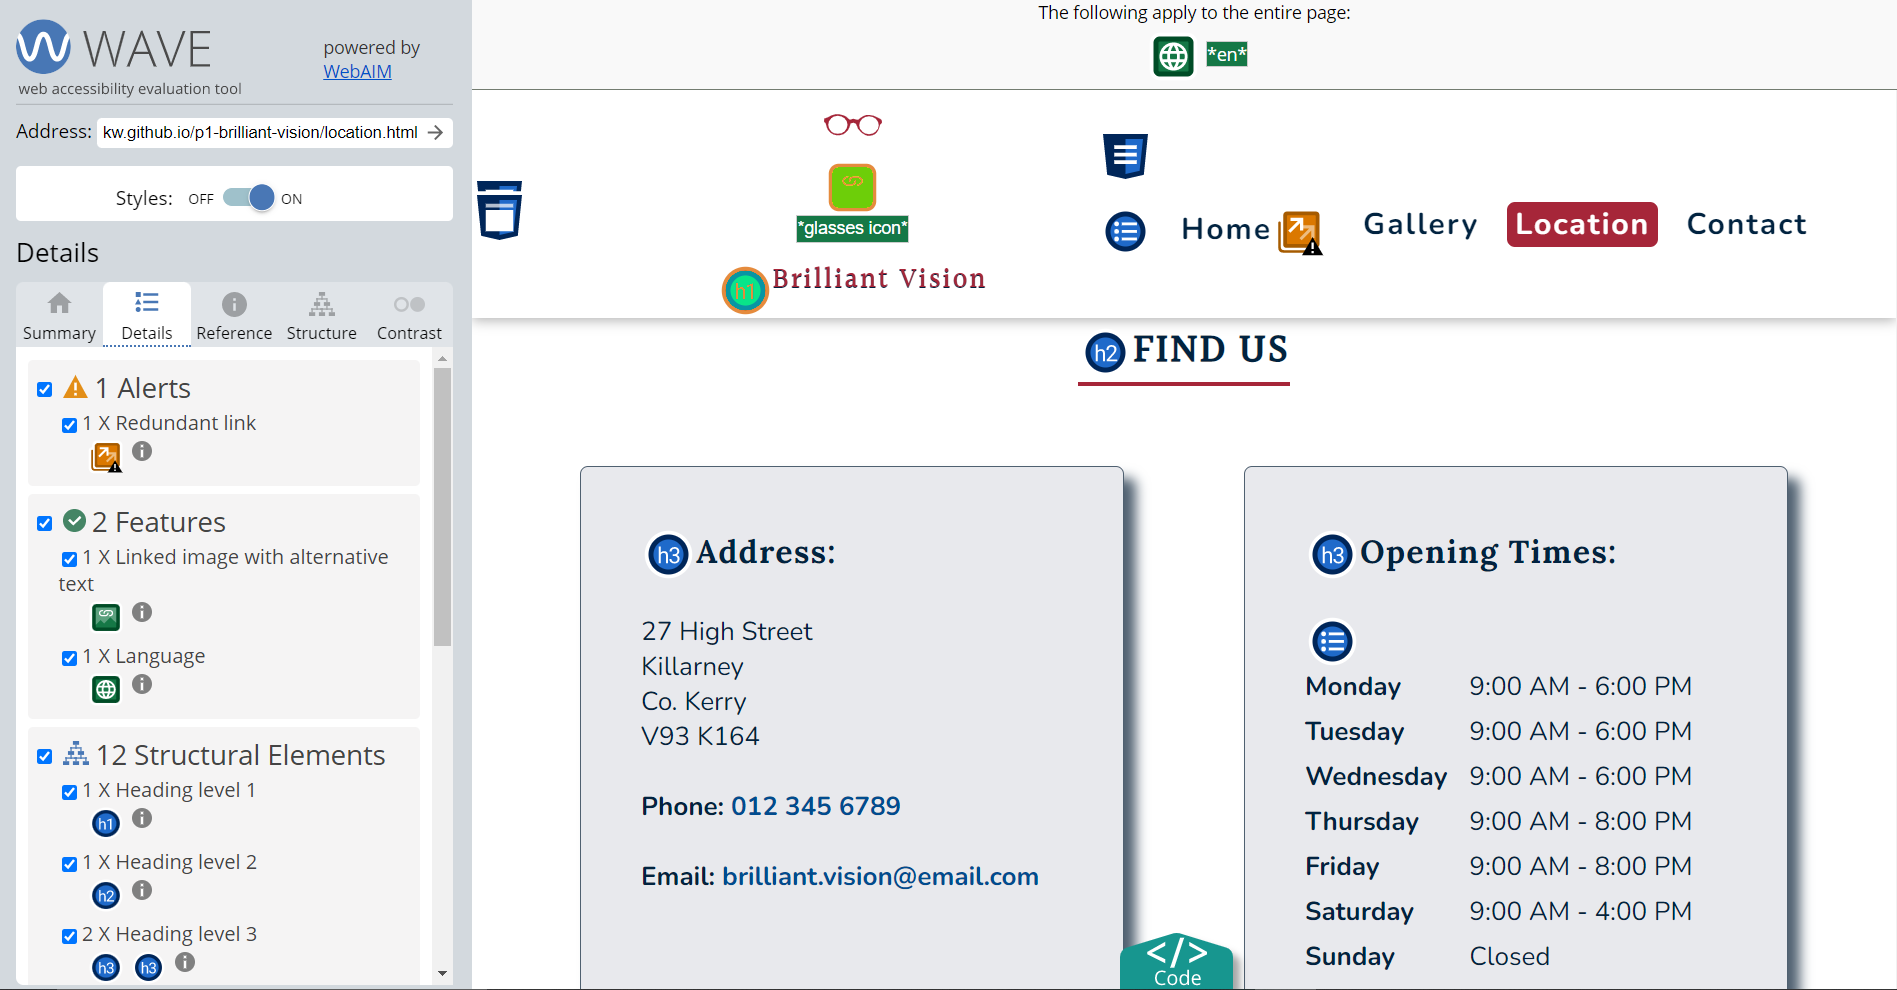 WAVE
powered by
WebAIM
web accessibility evaluation tool
Address: kw.github.io/p1-brilliant-vision/location.html
Styles: OFF ON
Details
Summary Details Reference Structure Contrast
1 Alerts
1 X Redundant link
2 Features
1 X Linked image with alternative
text
1 X Language
12 Structural Elements
1 X Heading level 1
h1
1 X Heading level 2
h2
2 X Heading level 3
h3 h3
The following apply to the entire page:
*en*
*glasses icon*
h1 Brilliant Vision
Home Gallery Location Contact
h2 FIND US
h3 Address:
27 High Street
Killarney
Co. Kerry
V93 K164
Phone: 012 345 6789
Email: brilliant.vision@email.com
h3 Opening Times:
Monday 9:00 AM - 6:00 PM
Tuesday 9:00 AM - 6:00 PM
Wednesday 9:00 AM - 6:00 PM
Thursday 9:00 AM - 8:00 PM
Friday 9:00 AM - 8:00 PM
Saturday 9:00 AM - 4:00 PM
Sunday Closed
</>
Code